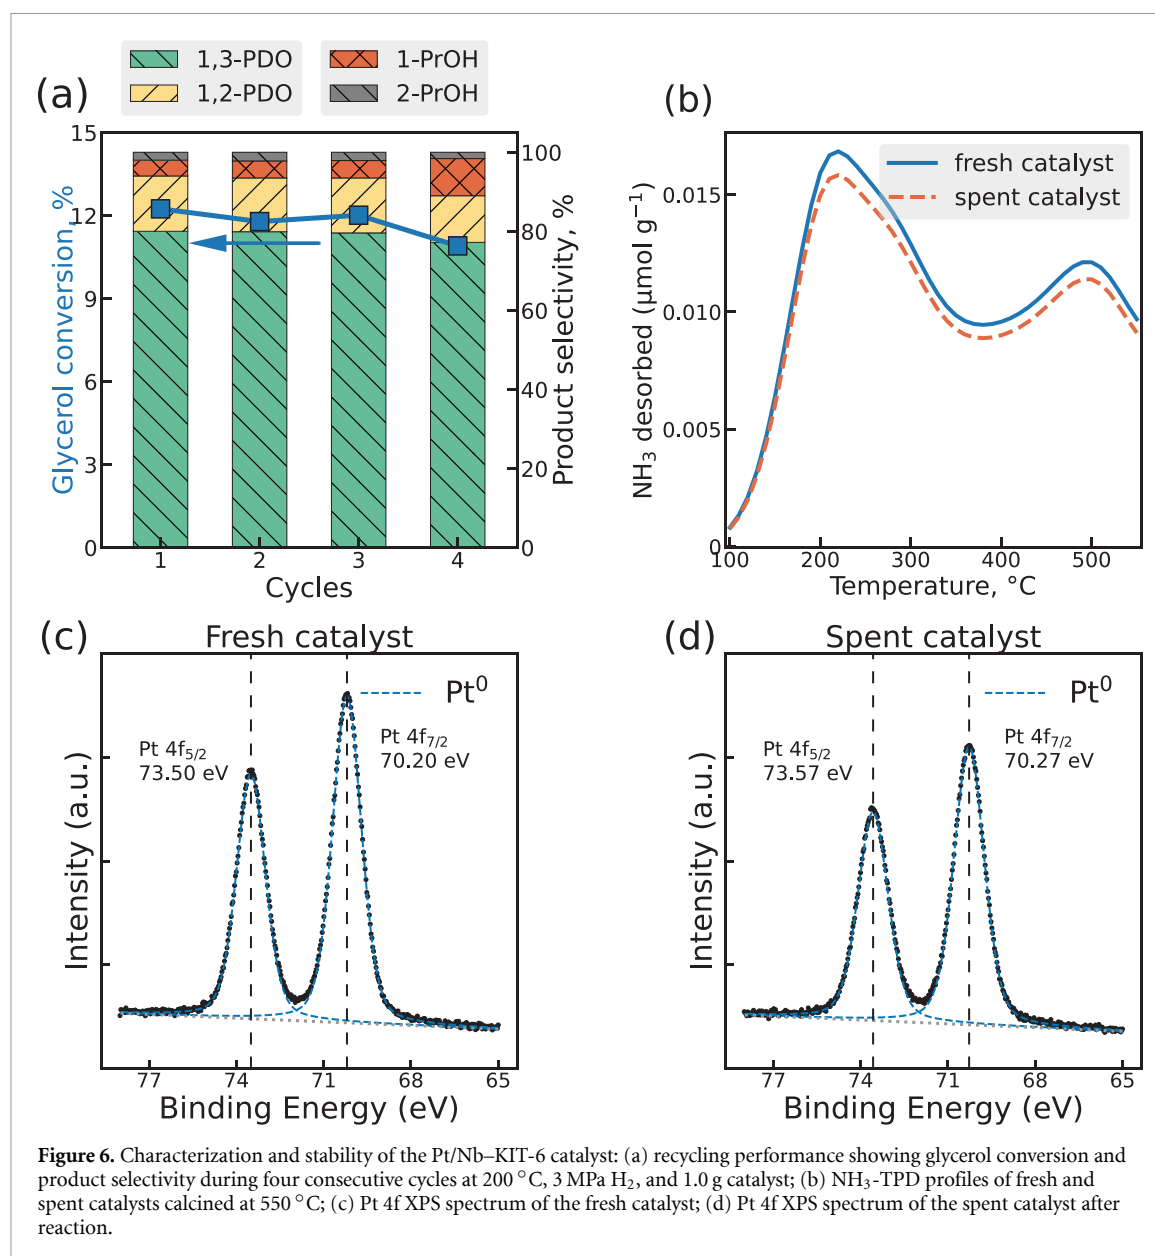 1,3-PDO
1,2-PDO
1-PrOH
2-PrOH
(a)
15
12
9
6
3
0
Glycerol conversion, %
100
80
60
40
20
0
Product selectivity, %
1 2 3 4
Cycles
(b)
fresh catalyst
spent catalyst
0.015
0.010
0.005
0
NH₃ desorbed (μmol g⁻¹)
100 200 300 400 500
Temperature, °C
(c)
Fresh catalyst
Pt⁰
Pt 4f₅/₂
73.50 eV
Pt 4f₇/₂
70.20 eV
Intensity (a.u.)
77 74 71 68 65
Binding Energy (eV)
(d)
Spent catalyst
Pt⁰
Pt 4f₅/₂
73.57 eV
Pt 4f₇/₂
70.27 eV
Intensity (a.u.)
77 74 71 68 65
Binding Energy (eV)
Figure 6. Characterization and stability of the Pt/Nb–KIT-6 catalyst: (a) recycling performance showing glycerol conversion and
product selectivity during four consecutive cycles at 200 °C, 3 MPa H₂, and 1.0 g catalyst; (b) NH₃-TPD profiles of fresh and
spent catalysts calcined at 550 °C; (c) Pt 4f XPS spectrum of the fresh catalyst; (d) Pt 4f XPS spectrum of the spent catalyst after
reaction.